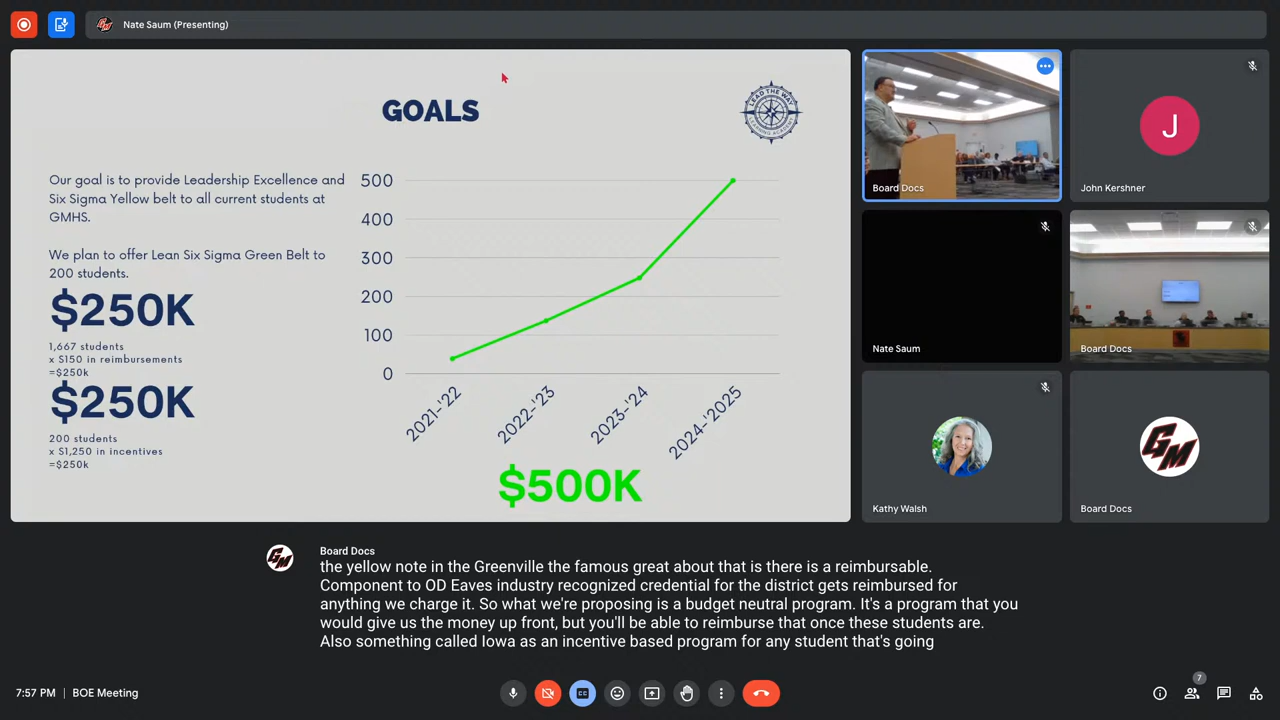 Nate Saum (Presenting)
GOALS
LEAD THE WAY
LEARNING ACADEMY
Our goal is to provide Leadership Excellence and
Six Sigma Yellow belt to all current students at
GMHS.
We plan to offer Lean Six Sigma Green Belt to
200 students.
$250K
1,667 students
x $150 in reimbursements
=$250k
$250K
200 students
x $1,250 in incentives
=$250k
500
400
300
200
100
0
2021-'22
2022-'23
2023-'24
2024-'2025
$500K
Board Docs
J
John Kershner
Nate Saum
Board Docs
Kathy Walsh
GM
Board Docs
GM
Board Docs
the yellow note in the Greenville the famous great about that is there is a reimbursable.
Component to OD Eaves industry recognized credential for the district gets reimbursed for
anything we charge it. So what we're proposing is a budget neutral program. It's a program that you
would give us the money up front, but you'll be able to reimburse that once these students are.
Also something called Iowa as an incentive based program for any student that's going
7:57 PM | BOE Meeting
CC
7